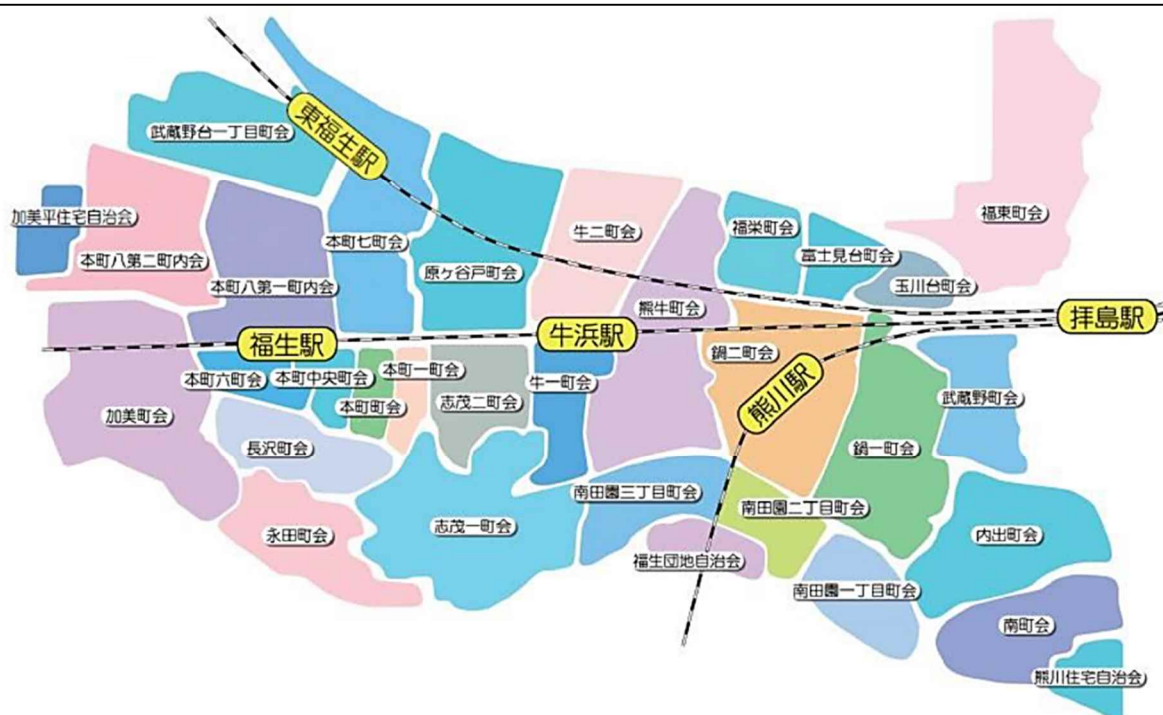 武蔵野台一丁目町会
東福生駅
加美平住宅自治会
本町八第二町内会
本町八第一町内会
本町七町会
原ヶ谷戸町会
牛二町会
熊牛町会
福栄町会
富士見台町会
玉川台町会
福東町会
福生駅
牛浜駅
拝島駅
加美町会
本町六町会
本町中央町会
本町町会
本町一町会
志茂二町会
牛一町会
鍋二町会
熊川駅
鍋一町会
武蔵野町会
長沢町会
永田町会
志茂一町会
南田園三丁目町会
南田園二丁目町会
福生団地自治会
南田園一丁目町会
内出町会
南町会
熊川住宅自治会